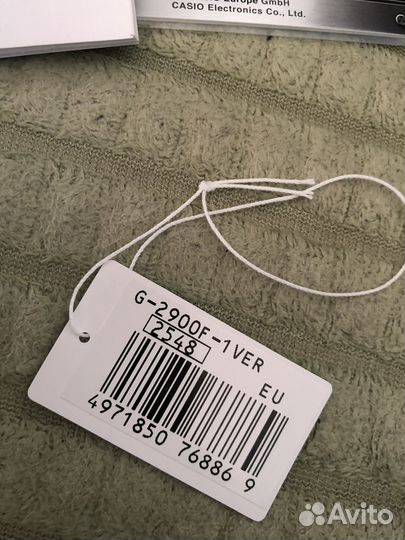 Europe GmbH
CASIO Electronics Co., Ltd.
G-2900F-1VER
2548
EU
4971850 76886 9
Avito